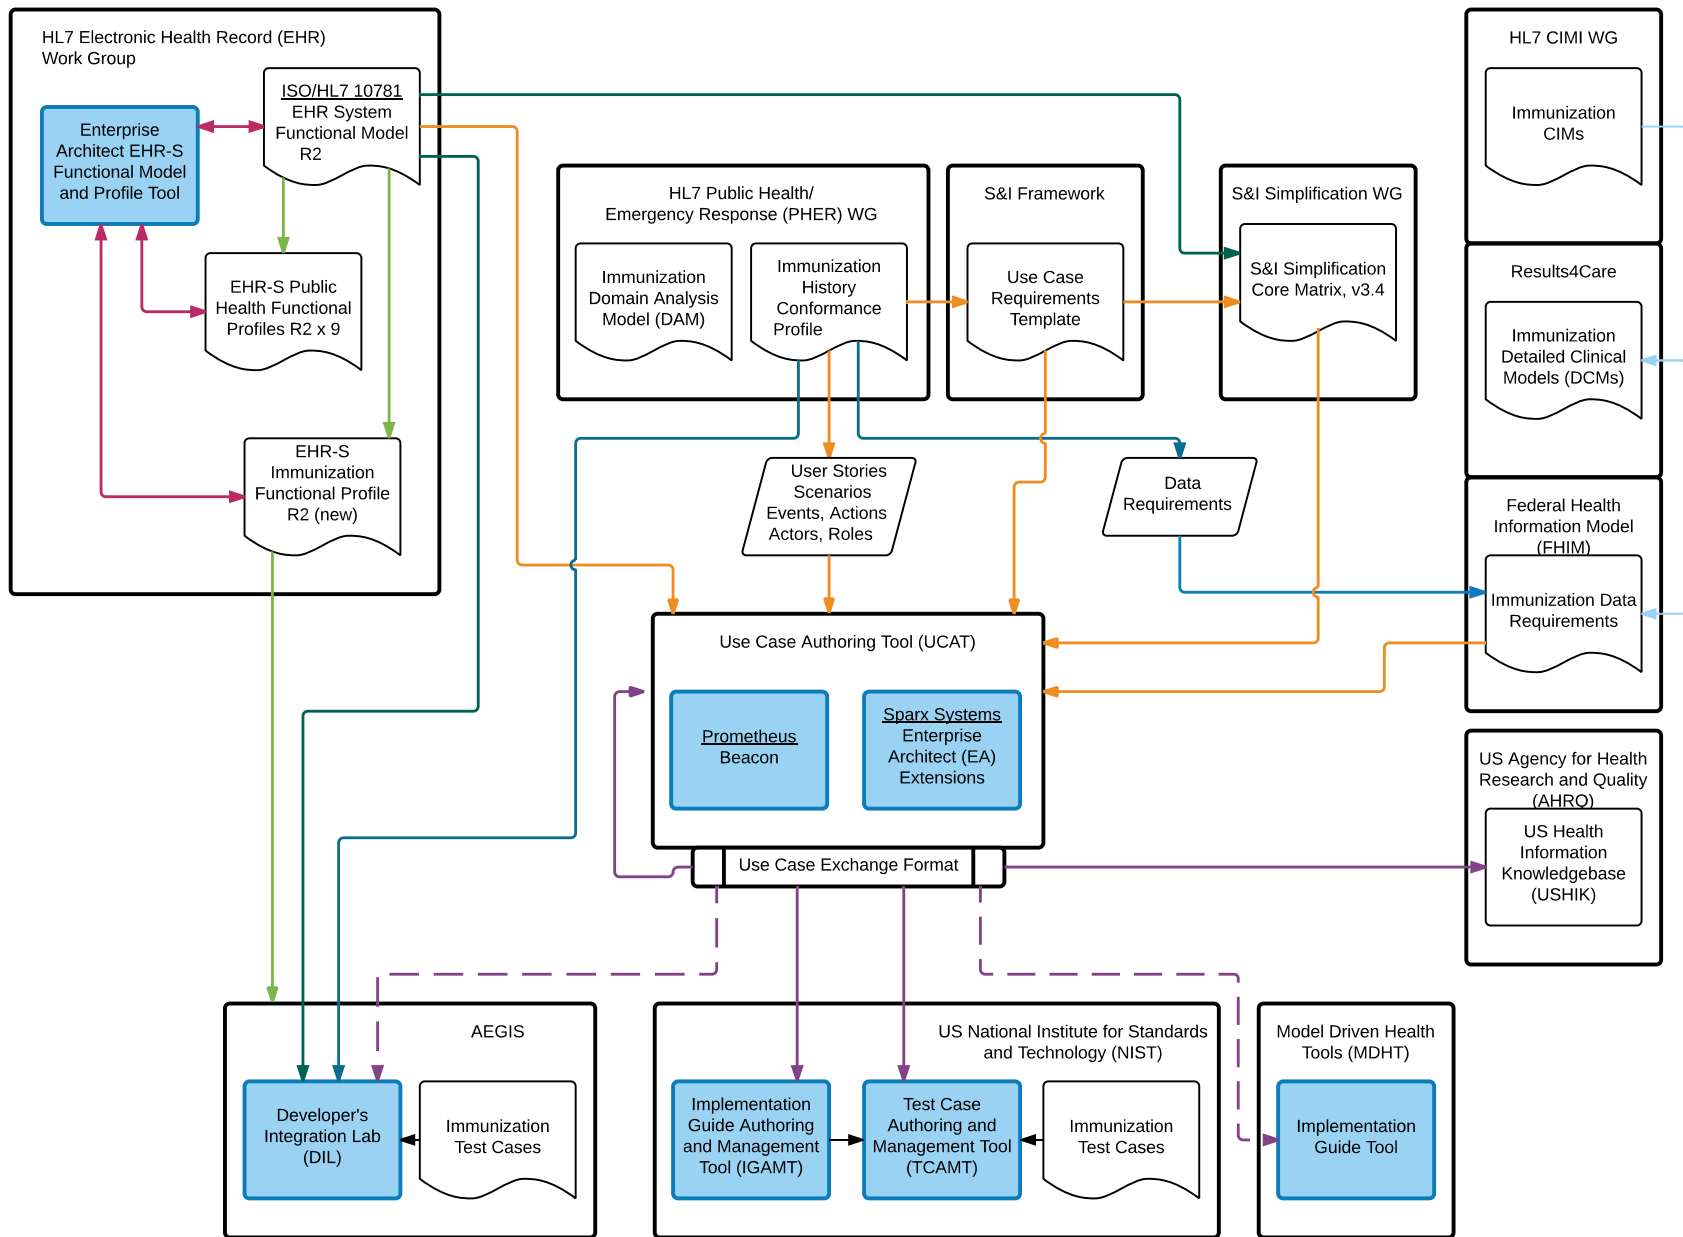 HL7 Electronic Health Record (EHR)
Work Group
ISO/HL7 10781
EHR System
Functional Model
R2
Enterprise
Architect EHR-S
Functional Model
and Profile Tool
EHR-S Public
Health Functional
Profiles R2 x 9
EHR-S
Immunization
Functional Profile
R2 (new)
HL7 Public Health/
Emergency Response (PHER) WG
Immunization
Domain Analysis
Model (DAM)
Immunization
History
Conformance
Profile
S&I Framework
Use Case
Requirements
Template
S&I Simplification WG
S&I Simplification
Core Matrix, v3.4
HL7 CIMI WG
Immunization
CIMs
Results4Care
Immunization
Detailed Clinical
Models (DCMs)
User Stories
Scenarios
Events, Actions
Actors, Roles
Data
Requirements
Federal Health
Information Model
(FHIM)
Immunization Data
Requirements
Use Case Authoring Tool (UCAT)
Prometheus
Beacon
Sparx Systems
Enterprise
Architect (EA)
Extensions
Use Case Exchange Format
US Agency for Health
Research and Quality
(AHRQ)
US Health
Information
Knowledgebase
(USHIK)
AEGIS
Developer's
Integration Lab
(DIL)
Immunization
Test Cases
US National Institute for Standards
and Technology (NIST)
Implementation
Guide Authoring
and Management
Tool (IGAMT)
Test Case
Authoring and
Management Tool
(TCAMT)
Immunization
Test Cases
Model Driven Health
Tools (MDHT)
Implementation
Guide Tool